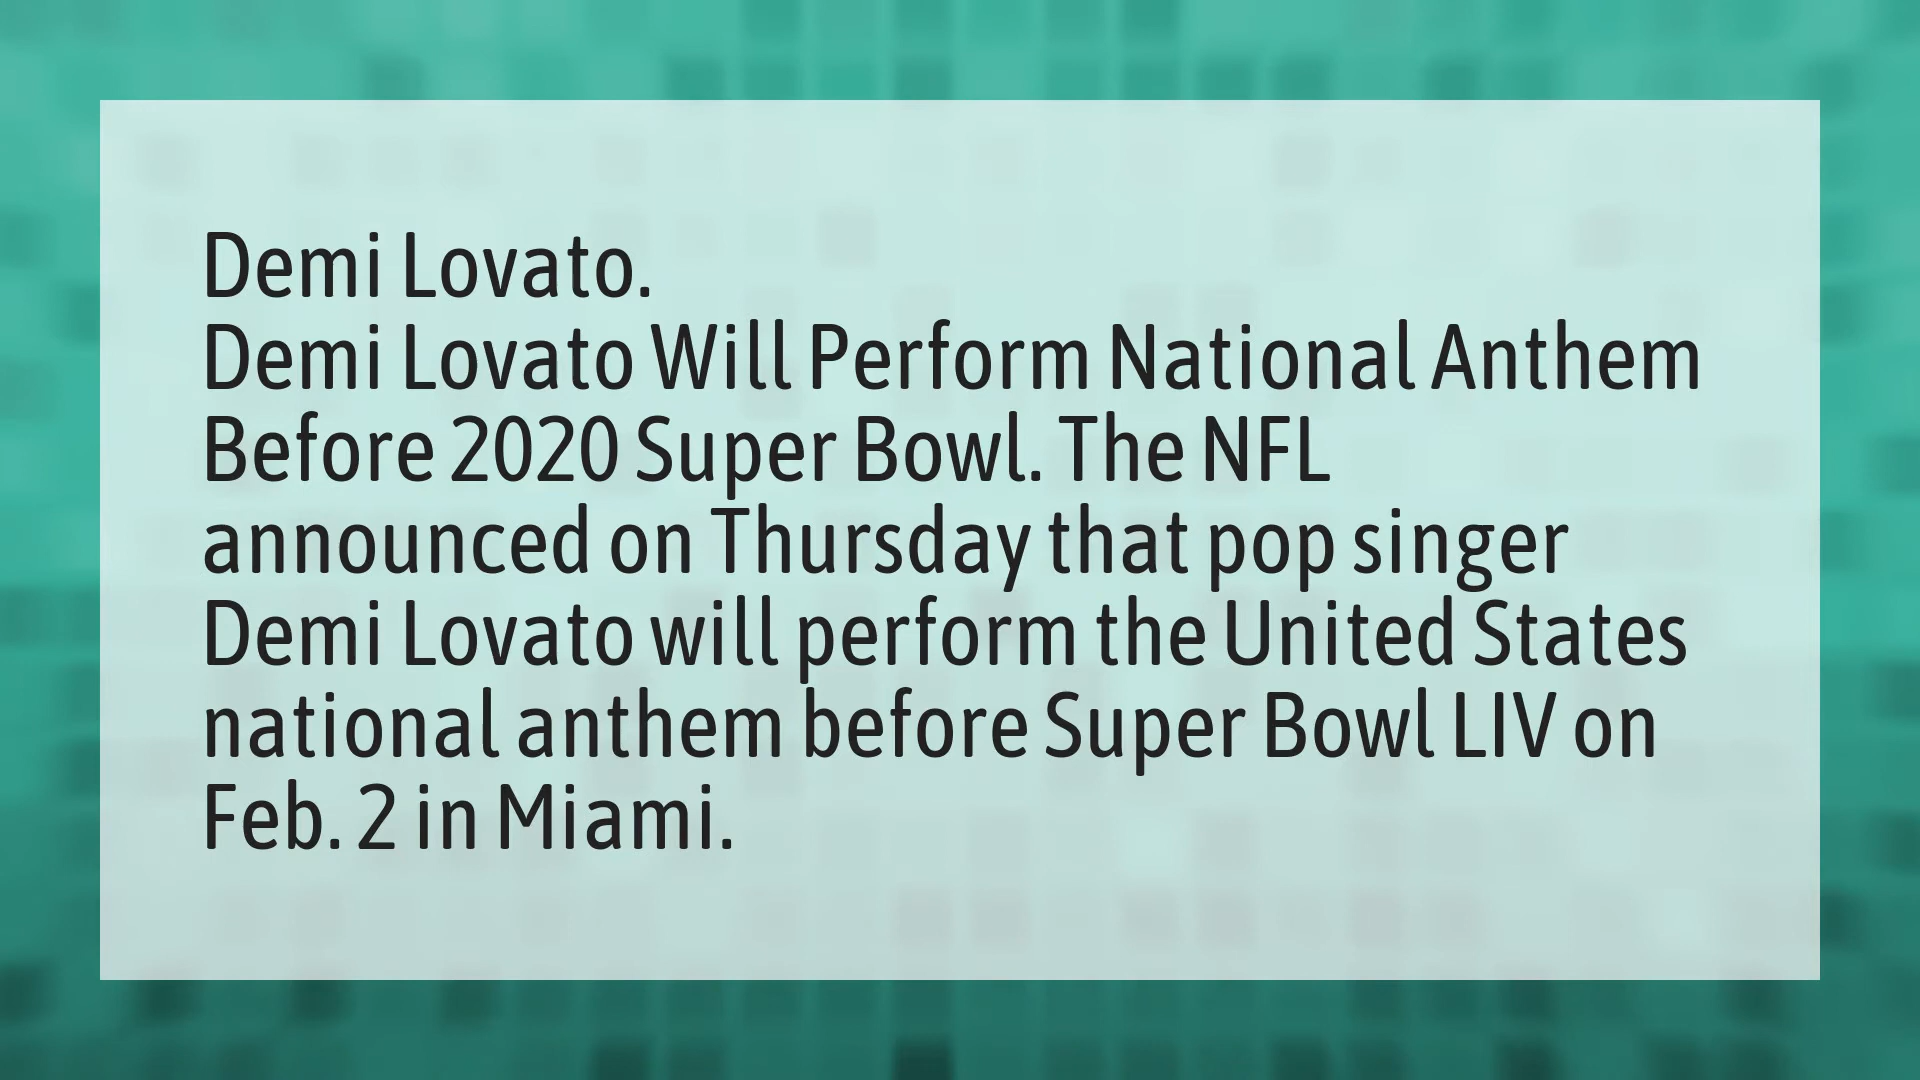 Demi Lovato.
Demi Lovato Will Perform National Anthem
Before 2020 Super Bowl. The NFL
announced on Thursday that pop singer
Demi Lovato will perform the United States
national anthem before Super Bowl LIV on
Feb. 2 in Miami.